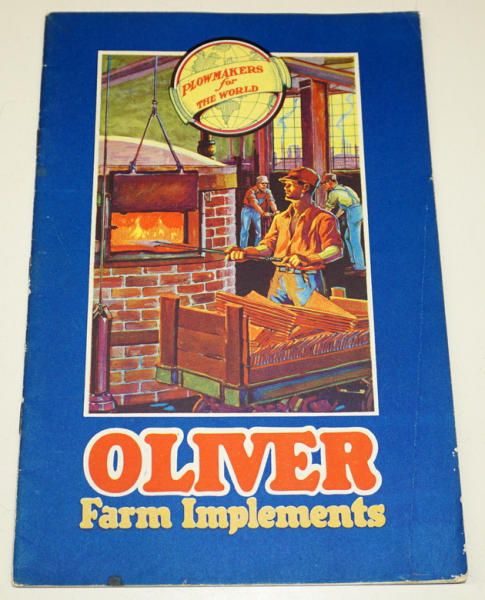 PLOWMAKERS
for
THE WORLD
OLIVER
Farm Implements